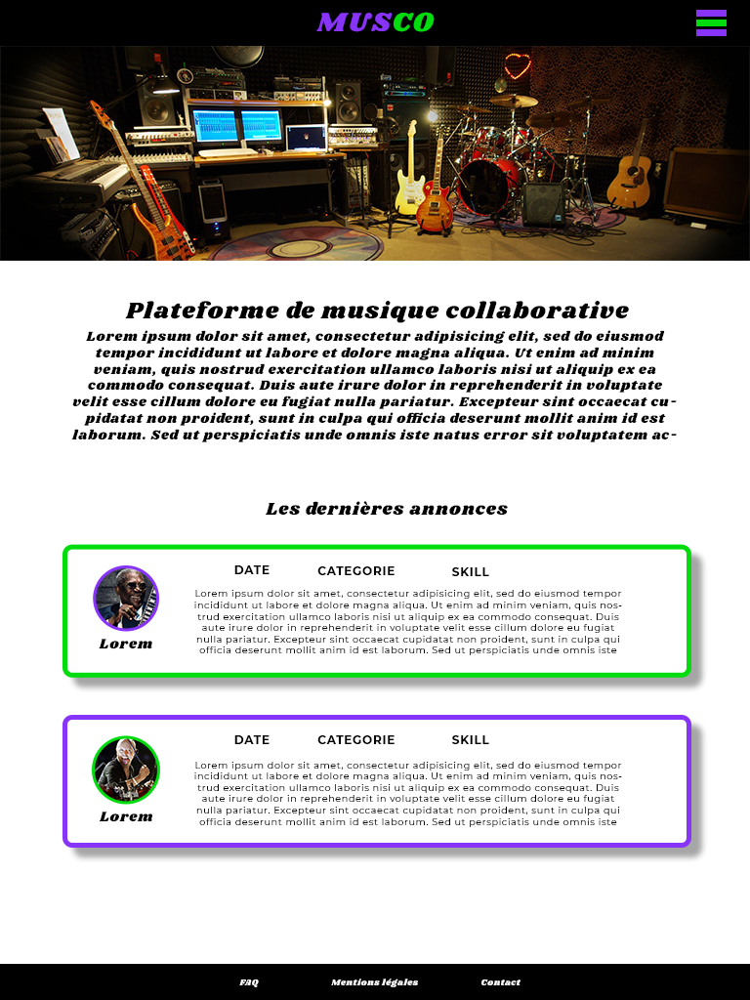 MUSCO
Plateforme de musique collaborative
Lorem ipsum dolor sit amet, consectetur adipisicing elit, sed do eiusmod
tempor incididunt ut labore et dolore magna aliqua. Ut enim ad minim
veniam, quis nostrud exercitation ullamco laboris nisi ut aliquip ex ea
commodo consequat. Duis aute irure dolor in reprehenderit in voluptate
velit esse cillum dolore eu fugiat nulla pariatur. Excepteur sint occaecat cu-
pidatat non proident, sunt in culpa qui officia deserunt mollit anim id est
laborum. Sed ut perspiciatis unde omnis iste natus error sit voluptatem ac-
Les dernières annonces
DATE CATEGORIE SKILL
Lorem ipsum dolor sit amet, consectetur adipisicing elit, sed do eiusmod tempor
incididunt ut labore et dolore magna aliqua. Ut enim ad minim veniam, quis nos-
trud exercitation ullamco laboris nisi ut aliquip ex ea commodo consequat. Duis
aute irure dolor in reprehenderit in voluptate velit esse cillum dolore eu fugiat
nulla pariatur. Excepteur sint occaecat cupidatat non proident, sunt in culpa qui
officia deserunt mollit anim id est laborum. Sed ut perspiciatis unde omnis iste
Lorem
DATE CATEGORIE SKILL
Lorem ipsum dolor sit amet, consectetur adipisicing elit, sed do eiusmod tempor
incididunt ut labore et dolore magna aliqua. Ut enim ad minim veniam, quis nos-
trud exercitation ullamco laboris nisi ut aliquip ex ea commodo consequat. Duis
aute irure dolor in reprehenderit in voluptate velit esse cillum dolore eu fugiat
nulla pariatur. Excepteur sint occaecat cupidatat non proident, sunt in culpa qui
officia deserunt mollit anim id est laborum. Sed ut perspiciatis unde omnis iste
Lorem
FAQ Mentions légales Contact